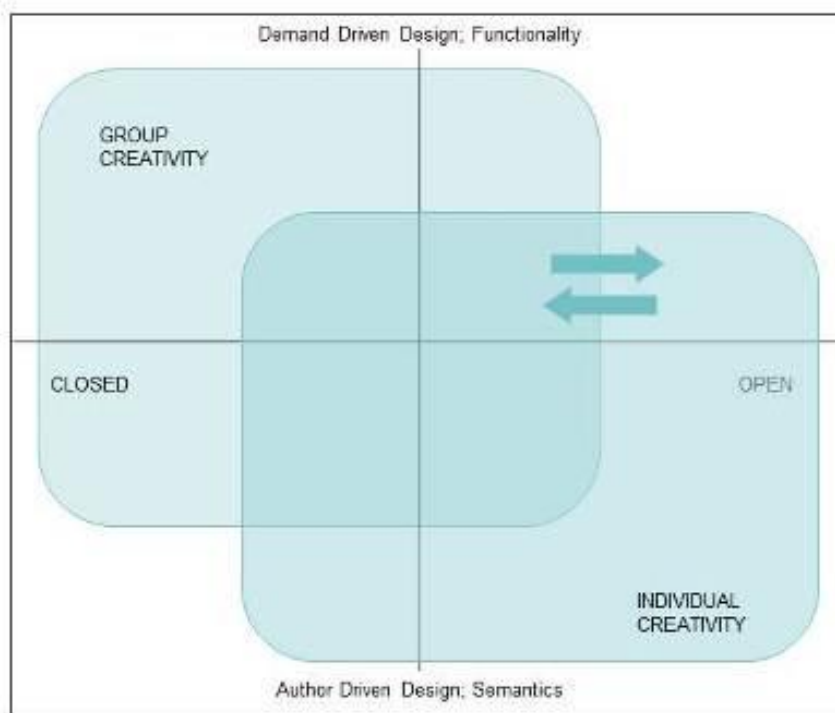 Demand Driven Design; Functionality
GROUP
CREATIVITY
CLOSED
OPEN
INDIVIDUAL
CREATIVITY
Author Driven Design; Semantics